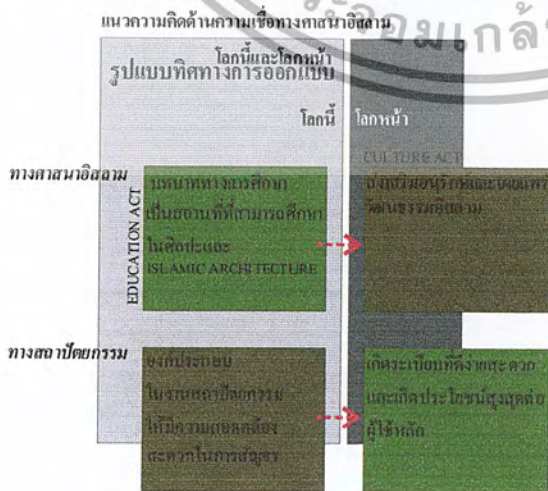 แนวความคิดด้านความเชื่อทางศาสนาอิสลาม
จอมเกล้
โลกนี้และโลกหน้า
รูปแบบทิศทางการออกแบบ
โลกนี้
โลกหน้า
ทางศาสนาอิสลาม
EDUCATION ACT
บทบาททางการศึกษา
เป็นสถานที่ที่สามารถศึกษา
ในศิลปะและ
ISLAMIC ARCHITECTURE
CULTURE ACT
ส่งเสริมอนุรักษ์และเผยแพร่
วัฒนธรรมอิสลาม
ทางสถาปัตยกรรม
องค์ประกอบ
ในงานสถาปัตยกรรม
ให้มีความสอดคล้อง
สะดวกในการสัญจร
เกิดระเบียบที่ดีง่ายสะดวก
และเกิดประโยชน์สูงสุดต่อ
ผู้ใช้หลัก